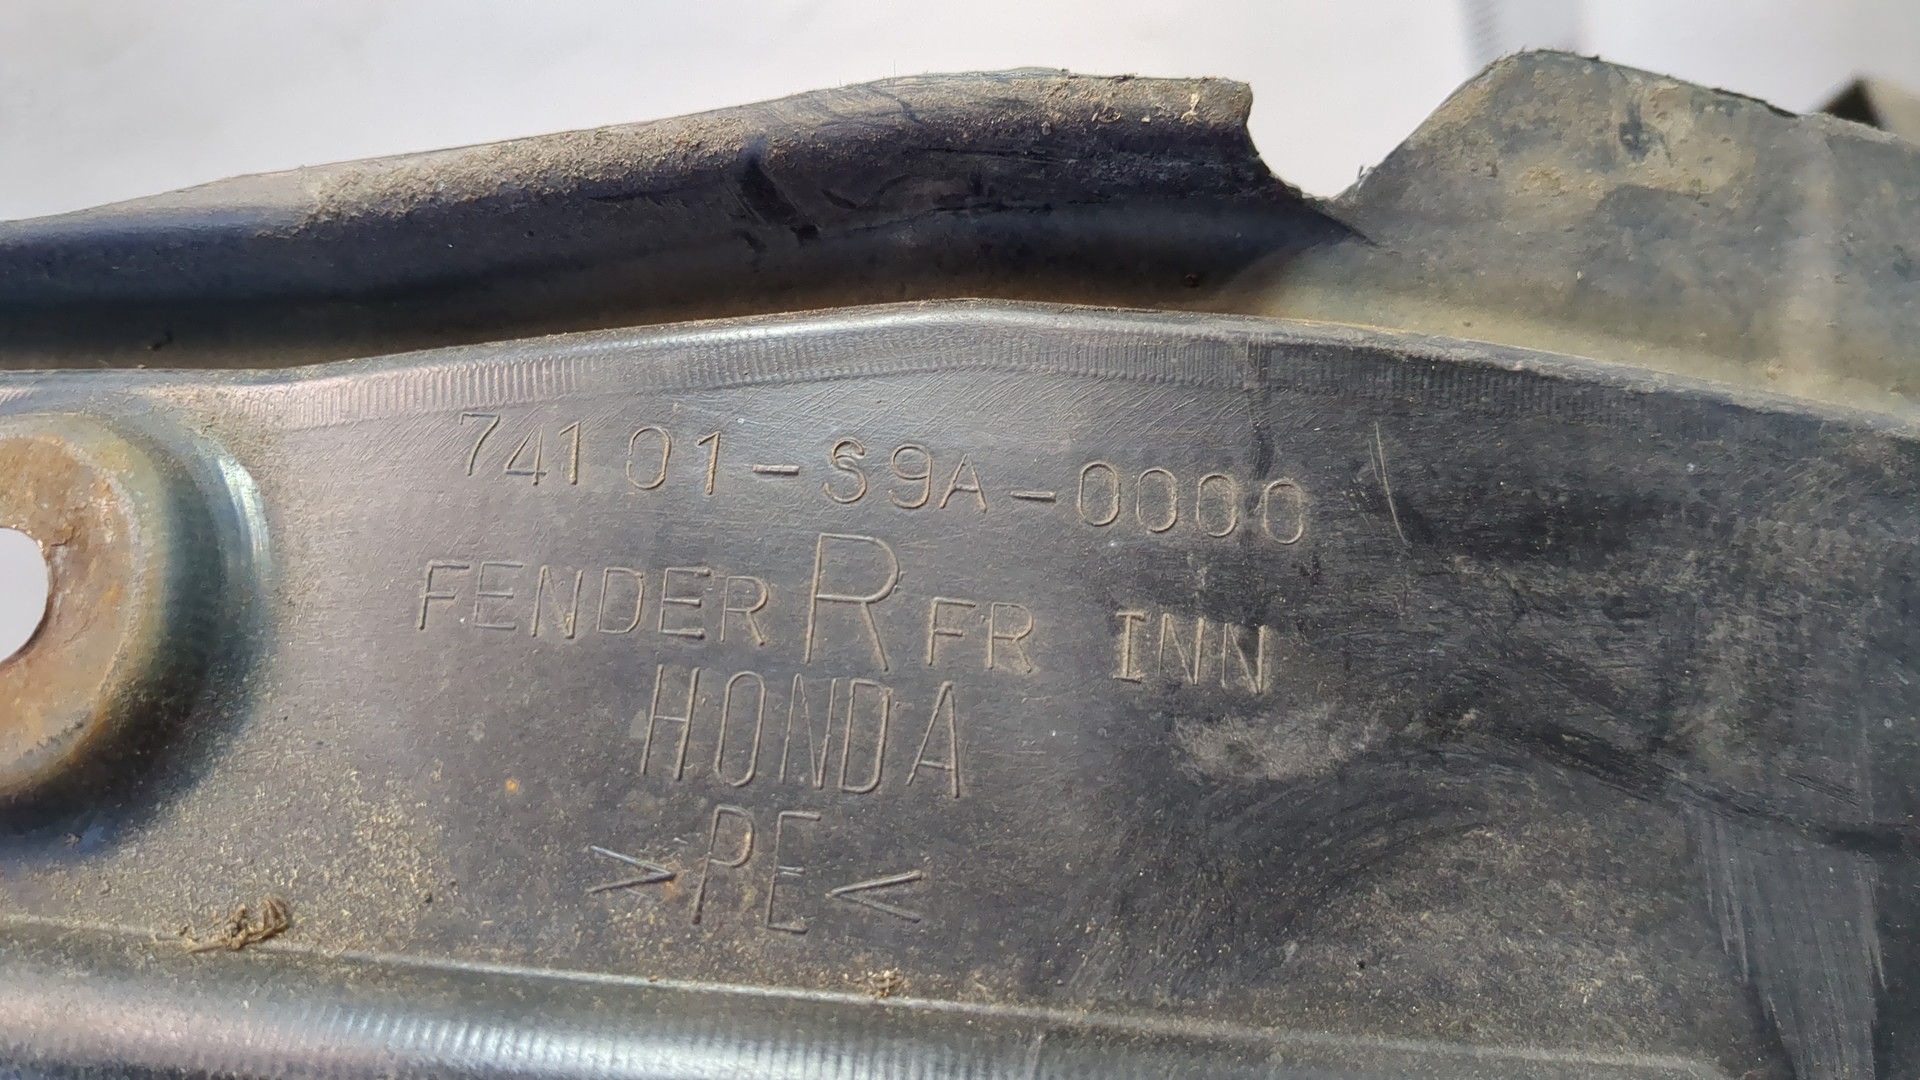 74101-S9A-0000
FENDER R FR INN
HONDA
>PE<